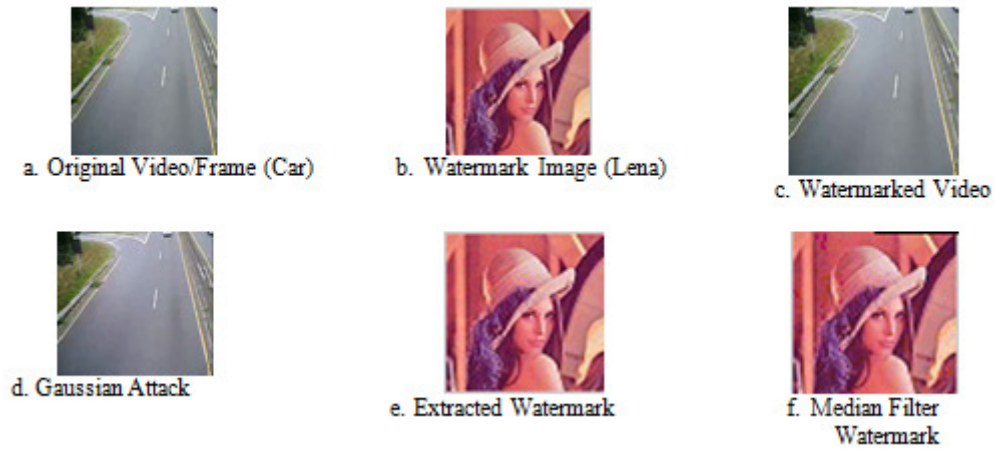 a. Original Video/Frame (Car)
b. Watermark Image (Lena)
c. Watermarked Video
d. Gaussian Attack
e. Extracted Watermark
f. Median Filter
Watermark